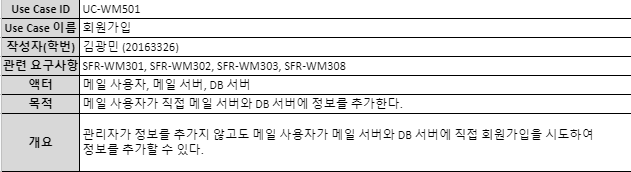 Use Case ID UC-WM501
Use Case 이름 회원가입
작성자(학번) 김광민 (20163326)
관련 요구사항 SFR-WM301, SFR-WM302, SFR-WM303, SFR-WM308
액터 메일 사용자, 메일 서버, DB 서버
목적 메일 사용자가 직접 메일 서버와 DB 서버에 정보를 추가한다.
개요 관리자가 정보를 추가지 않고도 메일 사용자가 메일 서버와 DB 서버에 직접 회원가입을 시도하여
정보를 추가할 수 있다.